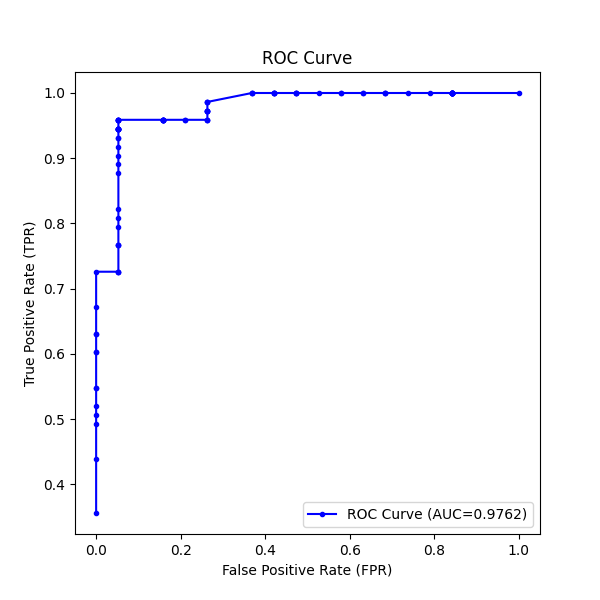 ROC Curve
1.0
0.9
0.8
0.7
0.6
0.5
0.4
True Positive Rate (TPR)
ROC Curve (AUC=0.9762)
0.0 0.2 0.4 0.6 0.8 1.0
False Positive Rate (FPR)